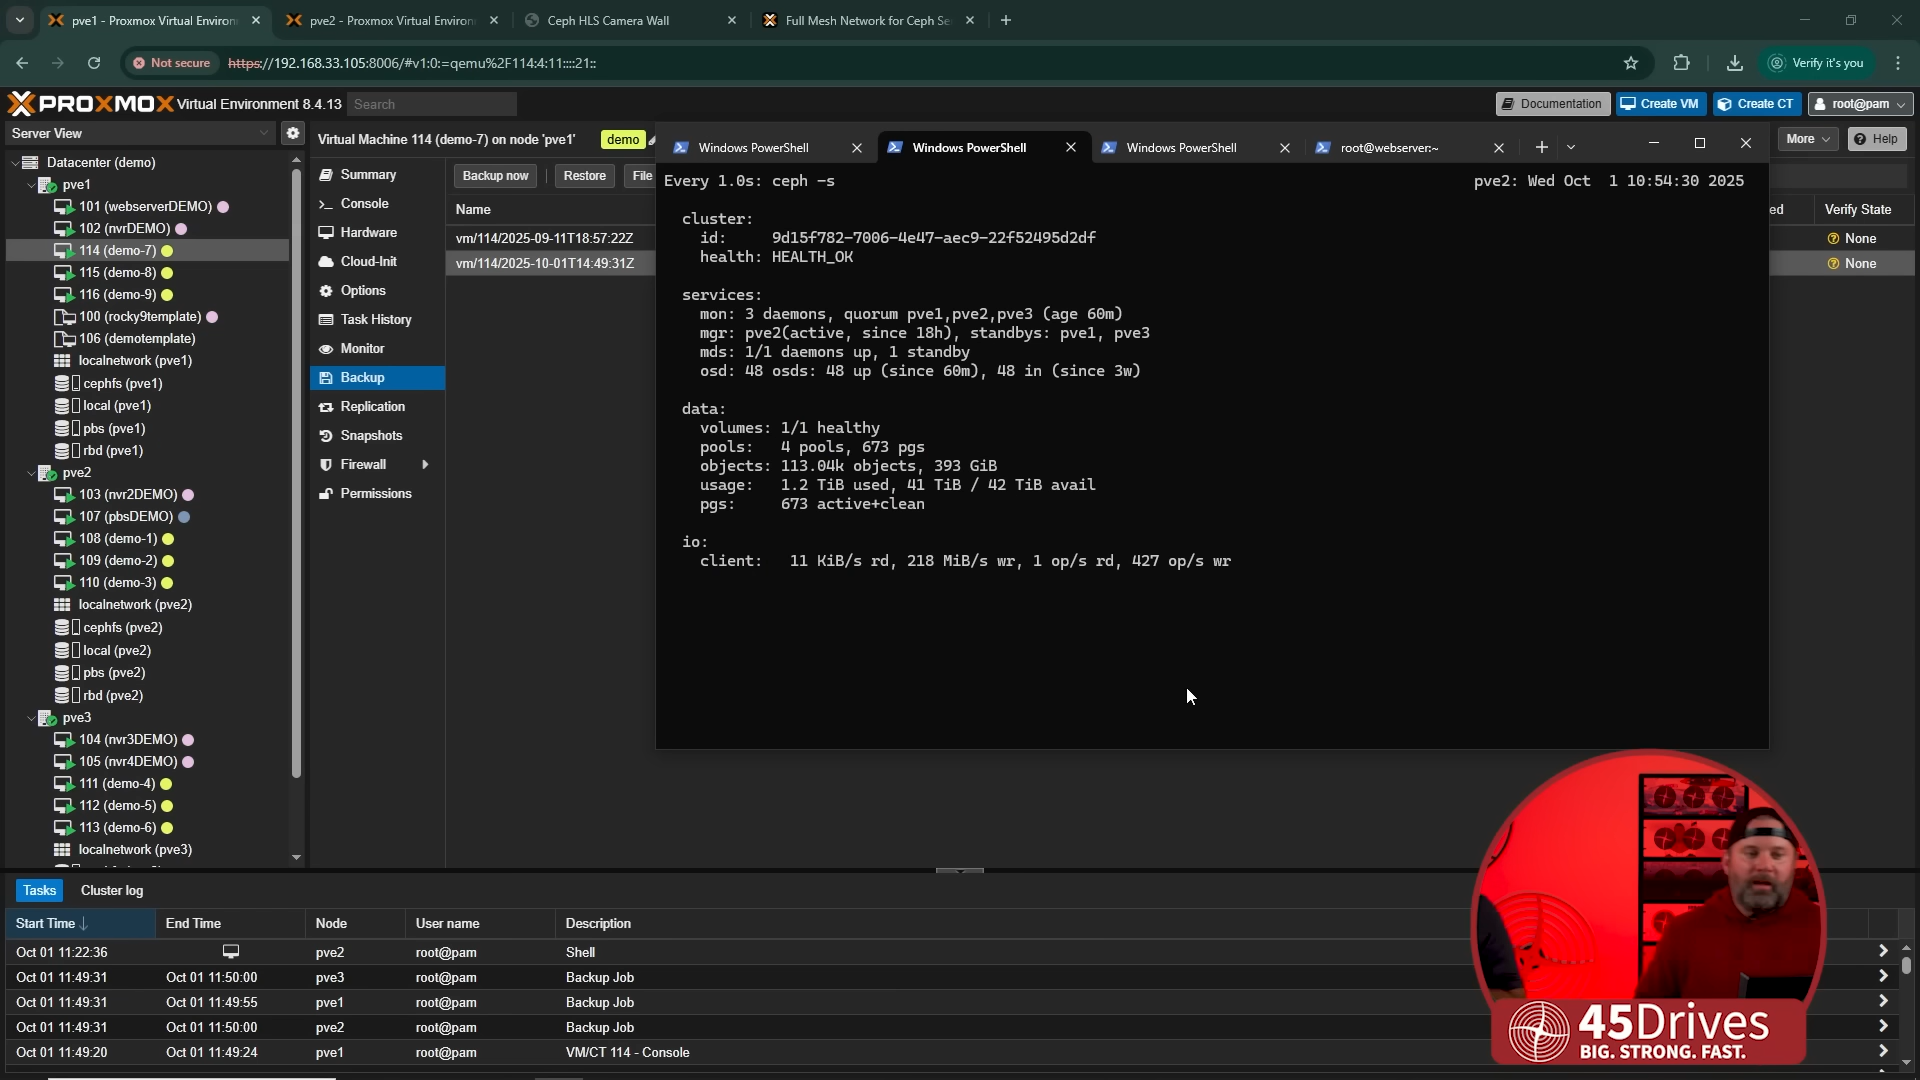 pve1 - Proxmox Virtual Environ
pve2 - Proxmox Virtual Environ
Ceph HLS Camera Wall
Full Mesh Network for Ceph Se
Not secure
https://192.168.33.105:8006/#v1:0:=qemu%2F114:4:11::::21::
Verify it's you
PROXMOX Virtual Environment 8.4.13
Search
Documentation
Create VM
Create CT
root@pam
Server View
Virtual Machine 114 (demo-7) on node 'pve1'
demo
More
Help
Datacenter (demo)
pve1
101 (webserverDEMO)
102 (nvrDEMO)
114 (demo-7)
115 (demo-8)
116 (demo-9)
100 (rocky9template)
106 (demotemplate)
localnetwork (pve1)
cephfs (pve1)
local (pve1)
pbs (pve1)
rbd (pve1)
pve2
103 (nvr2DEMO)
107 (pbsDEMO)
108 (demo-1)
109 (demo-2)
110 (demo-3)
localnetwork (pve2)
cephfs (pve2)
local (pve2)
pbs (pve2)
rbd (pve2)
pve3
104 (nvr3DEMO)
105 (nvr4DEMO)
111 (demo-4)
112 (demo-5)
113 (demo-6)
localnetwork (pve3)
Summary
Console
Hardware
Cloud-Init
Options
Task History
Monitor
Backup
Replication
Snapshots
Firewall
Permissions
Backup now
Restore
File
Name
vm/114/2025-09-11T18:57:22Z
vm/114/2025-10-01T14:49:31Z
ed
Verify State
None
None
Windows PowerShell
Windows PowerShell
Windows PowerShell
root@webserver:~
Every 1.0s: ceph -s
pve2: Wed Oct  1 10:54:30 2025
cluster:
id:     9d15f782-7006-4e47-aec9-22f52495d2df
health: HEALTH_OK
services:
mon: 3 daemons, quorum pve1,pve2,pve3 (age 60m)
mgr: pve2(active, since 18h), standbys: pve1, pve3
mds: 1/1 daemons up, 1 standby
osd: 48 osds: 48 up (since 60m), 48 in (since 3w)
data:
volumes: 1/1 healthy
pools:   4 pools, 673 pgs
objects: 113.04k objects, 393 GiB
usage:   1.2 TiB used, 41 TiB / 42 TiB avail
pgs:     673 active+clean
io:
client:   11 KiB/s rd, 218 MiB/s wr, 1 op/s rd, 427 op/s wr
Tasks
Cluster log
Start Time
End Time
Node
User name
Description
Oct 01 11:22:36
pve2
root@pam
Shell
Oct 01 11:49:31
Oct 01 11:50:00
pve3
root@pam
Backup Job
Oct 01 11:49:31
Oct 01 11:49:55
pve1
root@pam
Backup Job
Oct 01 11:49:31
Oct 01 11:50:00
pve2
root@pam
Backup Job
Oct 01 11:49:20
Oct 01 11:49:24
pve1
root@pam
VM/CT 114 - Console
45Drives
BIG. STRONG. FAST.